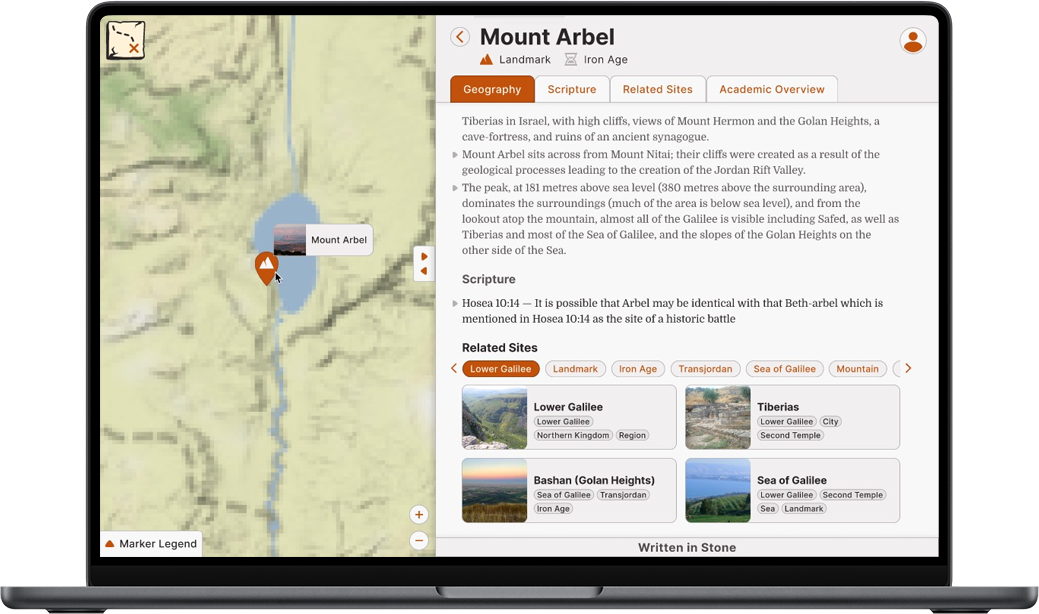 Mount Arbel
Landmark
Iron Age
Geography
Scripture
Related Sites
Academic Overview
Tiberias in Israel, with high cliffs, views of Mount Hermon and the Golan Heights, a
cave-fortress, and ruins of an ancient synagogue.
Mount Arbel sits across from Mount Nitai; their cliffs were created as a result of the
geological processes leading to the creation of the Jordan Rift Valley.
The peak, at 181 metres above sea level (380 metres above the surrounding area),
dominates the surroundings (much of the area is below sea level), and from the
lookout atop the mountain, almost all of the Galilee is visible including Safed, as well as
Tiberias and most of the Sea of Galilee, and the slopes of the Golan Heights on the
other side of the Sea.
Scripture
Hosea 10:14 — It is possible that Arbel may be identical with that Beth-arbel which is
mentioned in Hosea 10:14 as the site of a historic battle
Related Sites
Lower Galilee
Landmark
Iron Age
Transjordan
Sea of Galilee
Mountain
Lower Galilee
Lower Galilee
Northern Kingdom
Region
Tiberias
Lower Galilee
City
Second Temple
Bashan (Golan Heights)
Sea of Galilee
Transjordan
Iron Age
Sea of Galilee
Lower Galilee
Second Temple
Sea
Landmark
Written in Stone
Mount Arbel
Marker Legend